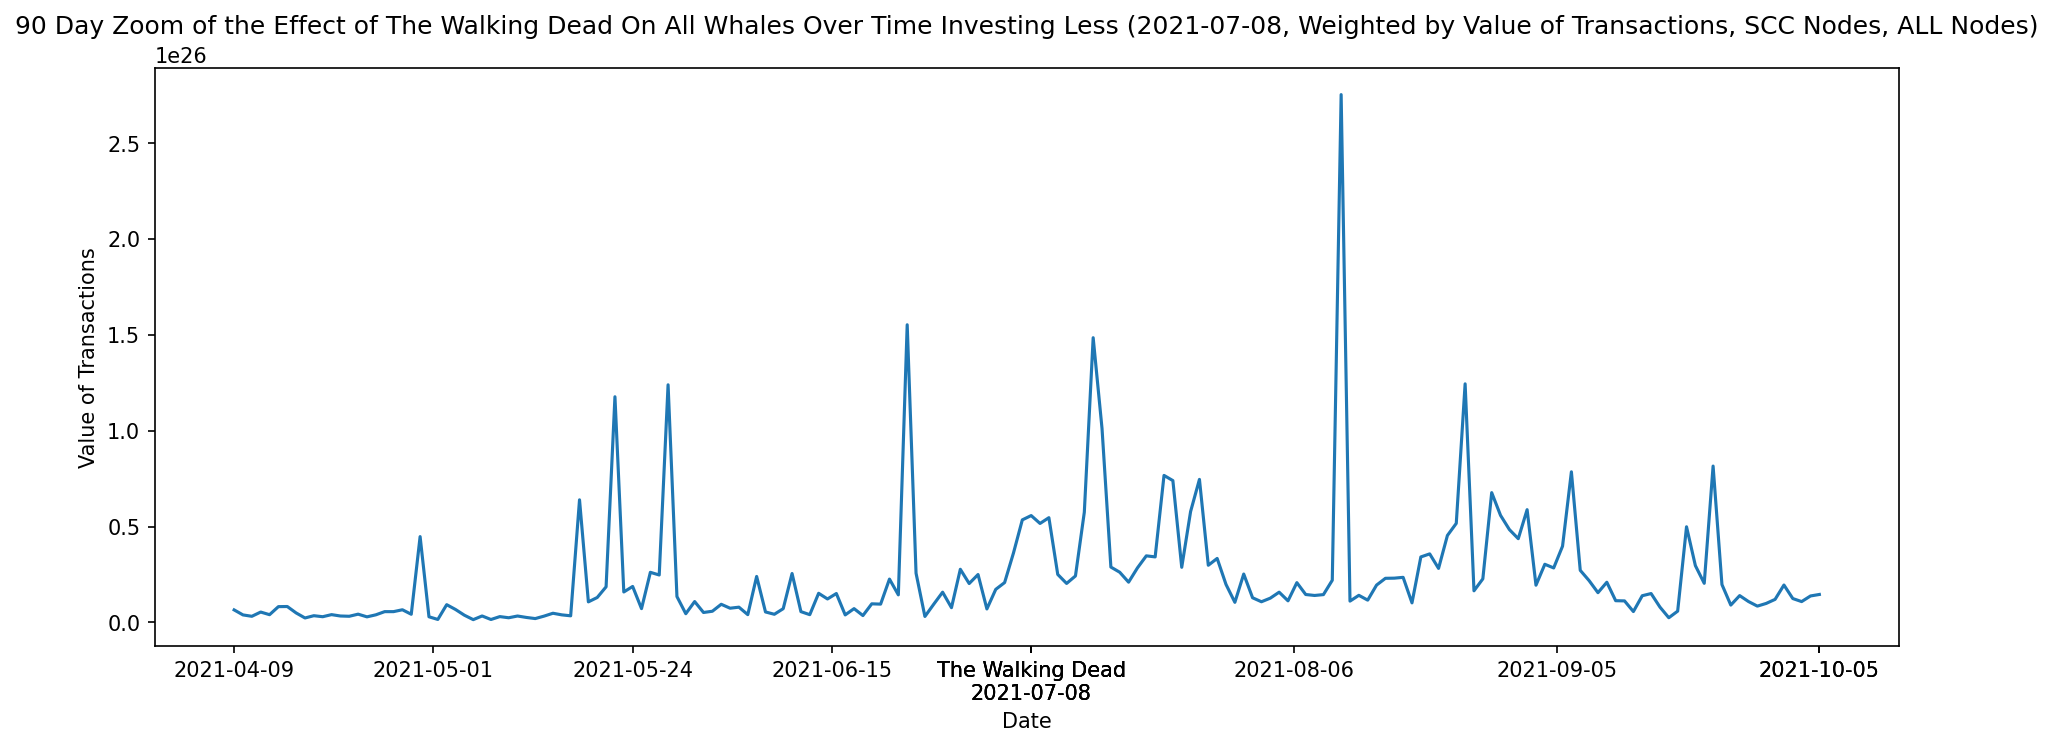 90 Day Zoom of the Effect of The Walking Dead On All Whales Over Time Investing Less (2021-07-08, Weighted by Value of Transactions, SCC Nodes, ALL Nodes)
1e26
2.5
2.0
1.5
1.0
0.5
0.0
Value of Transactions
2021-04-09 2021-05-01 2021-05-24 2021-06-15 The Walking Dead 2021-08-06 2021-09-05 2021-10-05
2021-07-08
Date